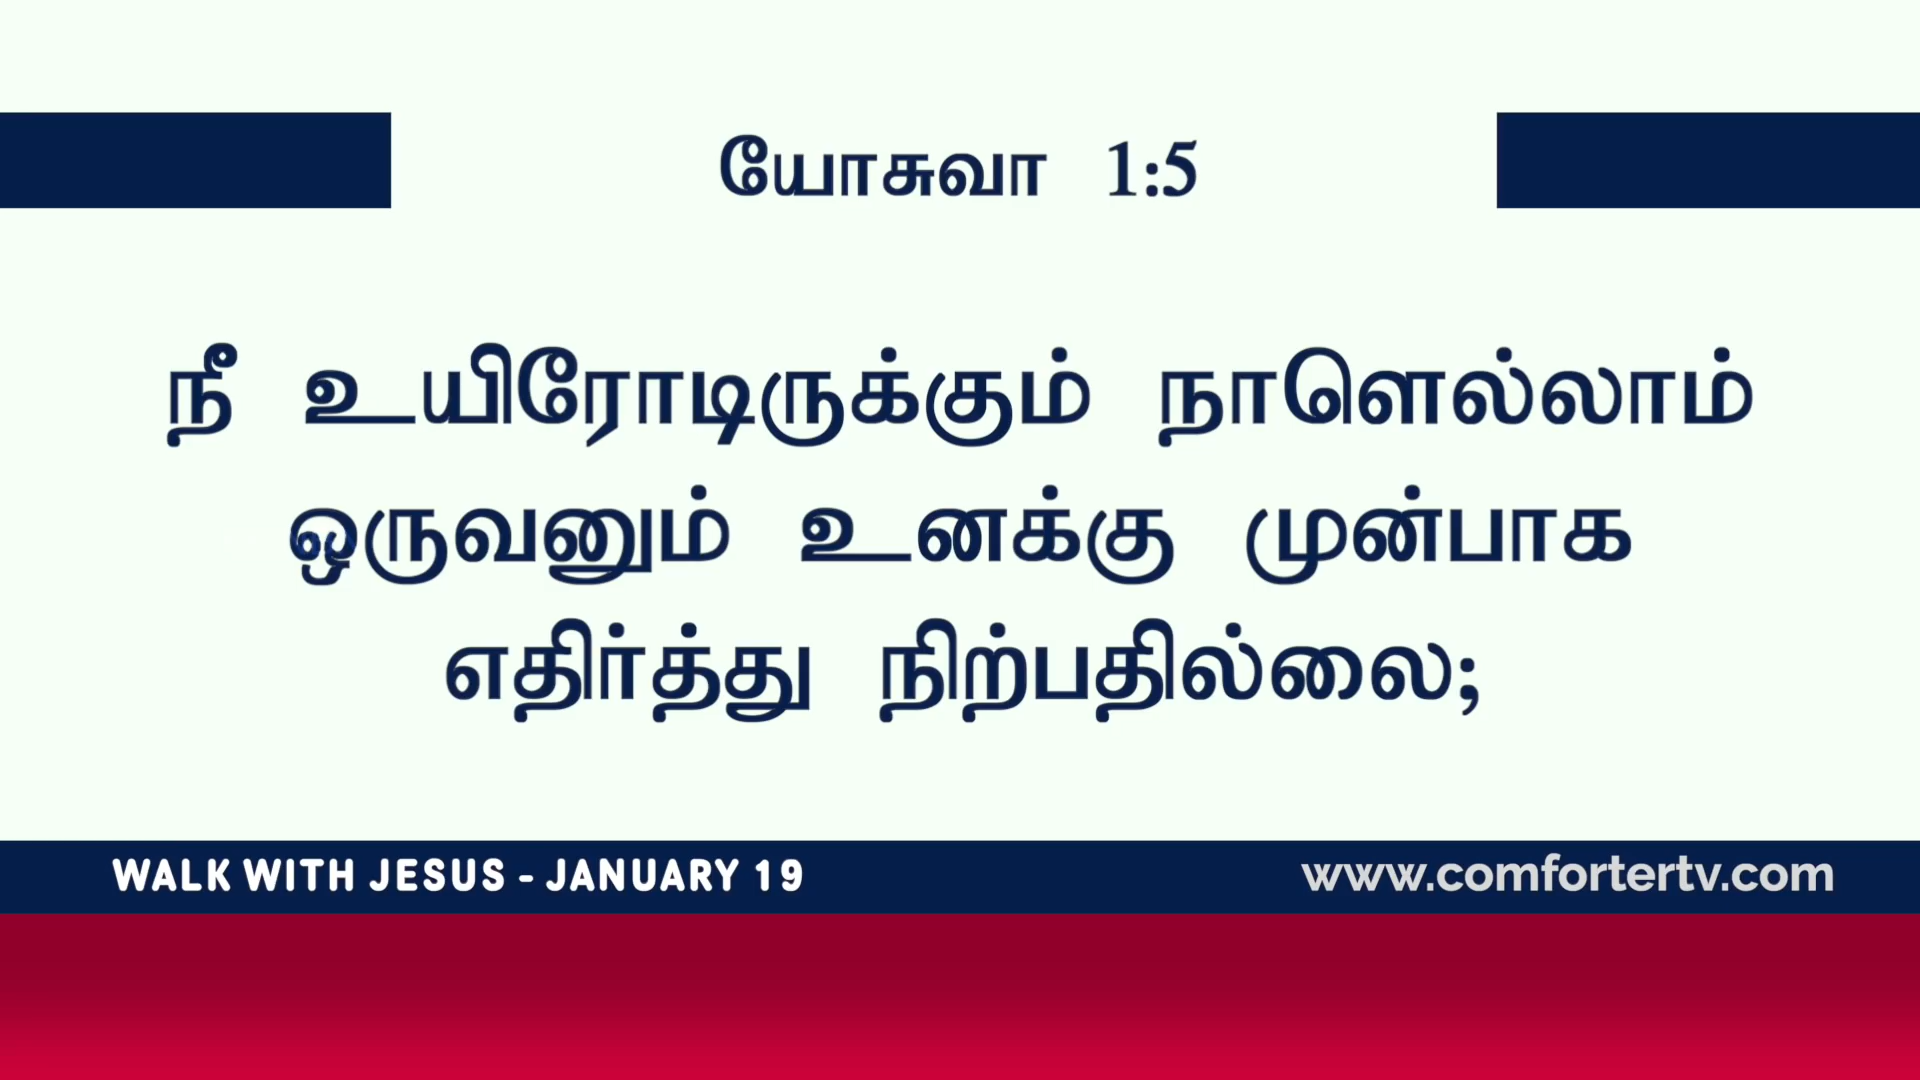 யோசுவா 1:5
நீ உயிரோடிருக்கும் நாளெல்லாம்
ஒருவனும் உனக்கு முன்பாக
எதிர்த்து நிற்பதில்லை;
WALK WITH JESUS - JANUARY 19
www.comfortertv.com